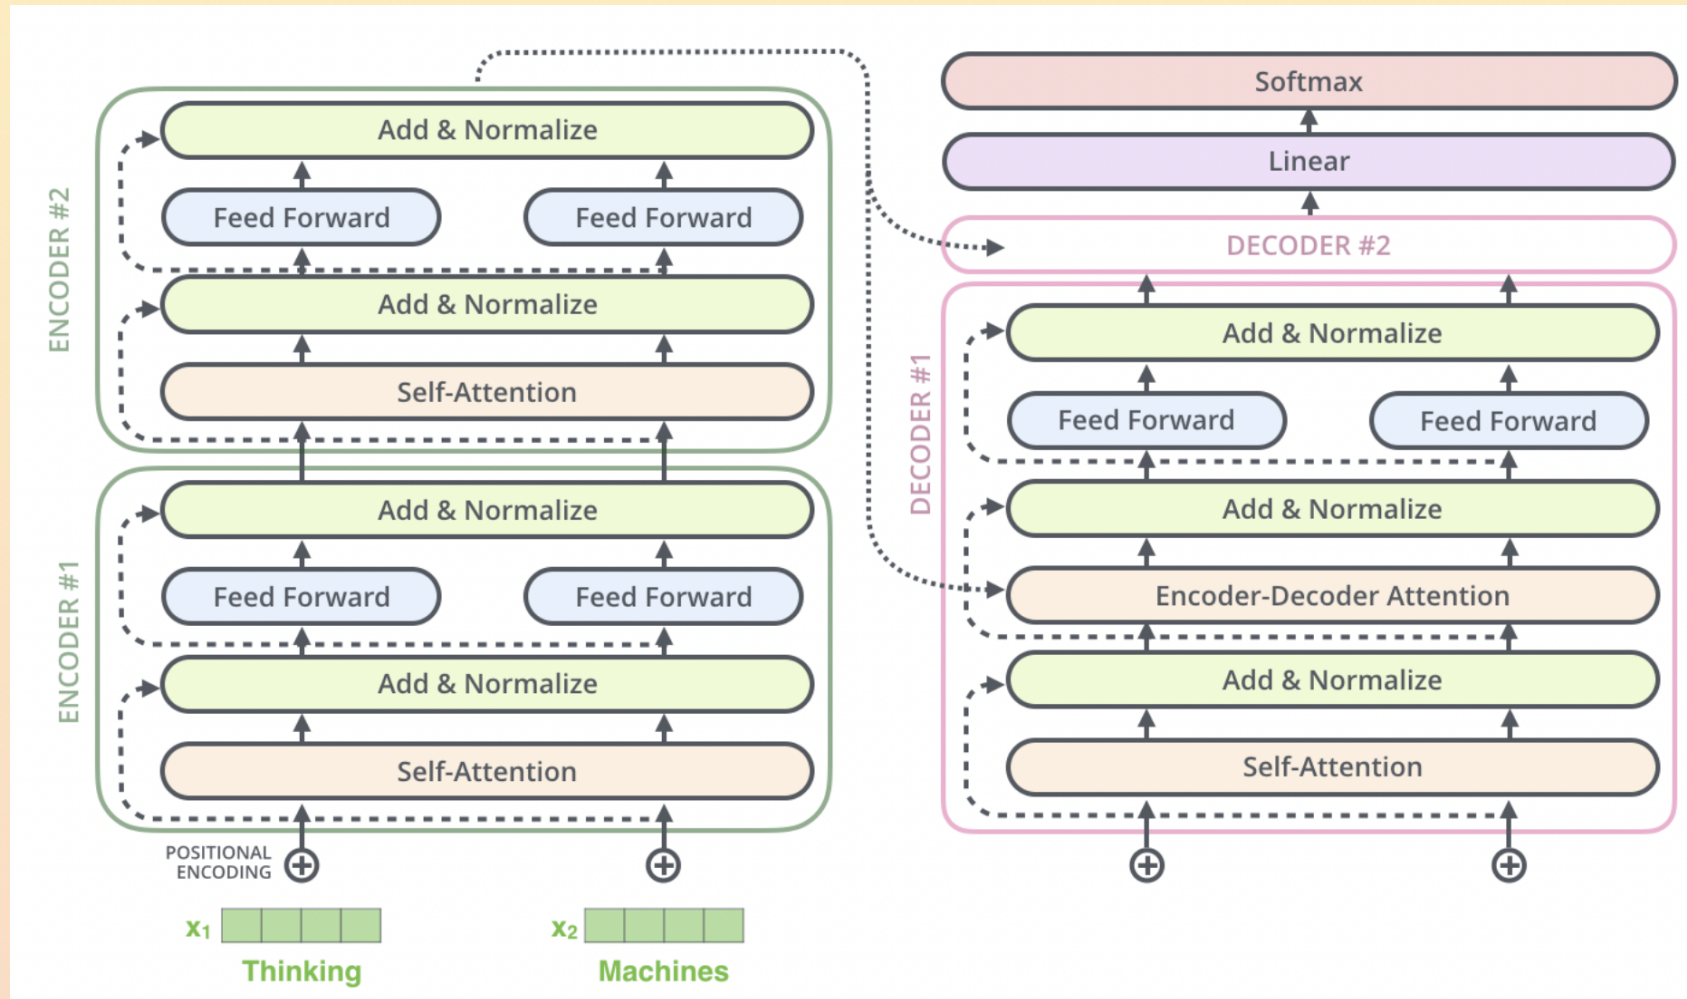 ENCODER #2
Add & Normalize
Feed Forward
Feed Forward
Add & Normalize
Self-Attention
ENCODER #1
Add & Normalize
Feed Forward
Feed Forward
Add & Normalize
Self-Attention
POSITIONAL
ENCODING
x1
x2
Thinking
Machines
Softmax
Linear
DECODER #2
DECODER #1
Add & Normalize
Feed Forward
Feed Forward
Add & Normalize
Encoder-Decoder Attention
Add & Normalize
Self-Attention